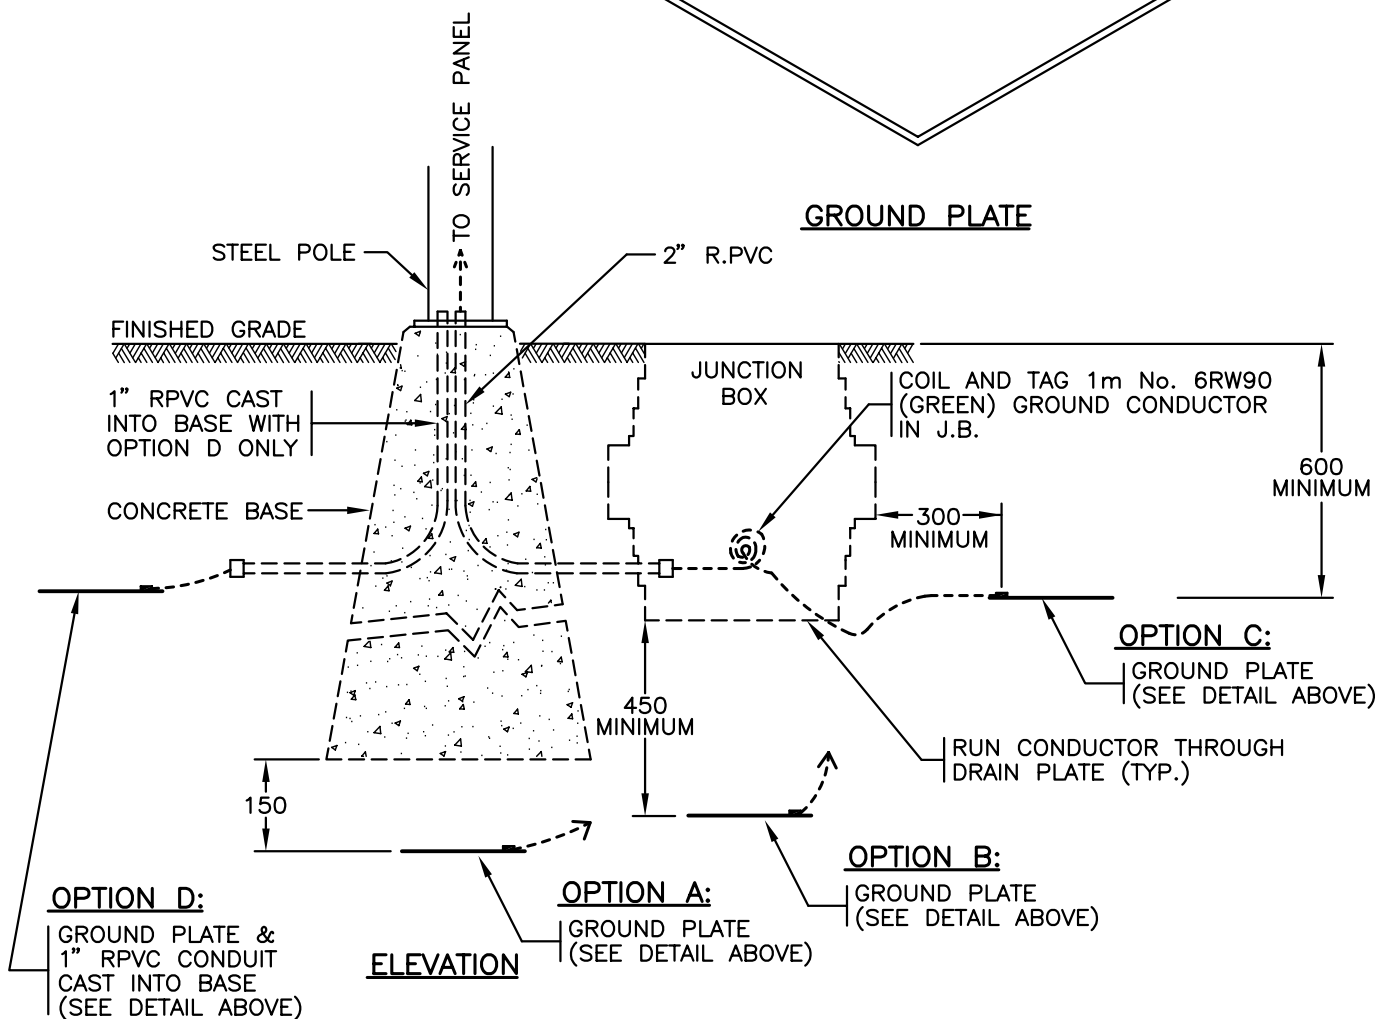 TO SERVICE PANEL
GROUND PLATE
STEEL POLE
2” R.PVC
FINISHED GRADE
JUNCTION
BOX
1” RPVC CAST
INTO BASE WITH
OPTION D ONLY
COIL AND TAG 1m No. 6RW90
(GREEN) GROUND CONDUCTOR
IN J.B.
600
MINIMUM
CONCRETE BASE
300
MINIMUM
OPTION C:
GROUND PLATE
(SEE DETAIL ABOVE)
450
MINIMUM
RUN CONDUCTOR THROUGH
DRAIN PLATE (TYP.)
150
OPTION B:
GROUND PLATE
(SEE DETAIL ABOVE)
OPTION A:
GROUND PLATE
(SEE DETAIL ABOVE)
OPTION D:
GROUND PLATE &
1” RPVC CONDUIT
CAST INTO BASE
(SEE DETAIL ABOVE)
ELEVATION